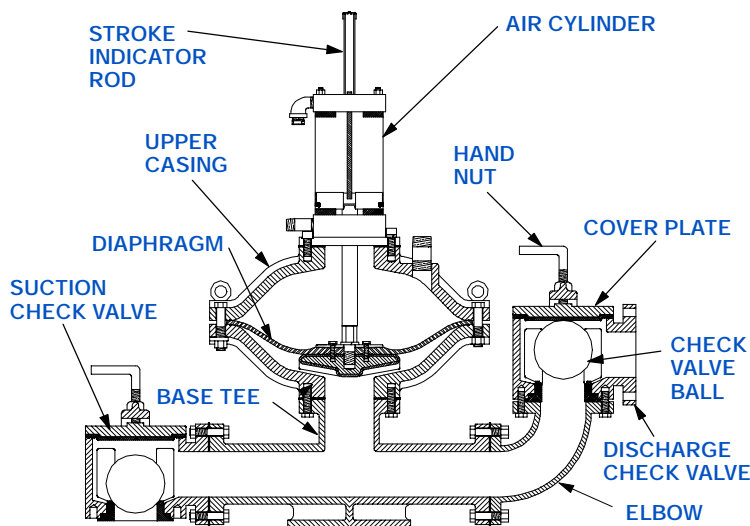 STROKE
INDICATOR
ROD
AIR CYLINDER
UPPER
CASING
HAND
NUT
DIAPHRAGM
COVER PLATE
SUCTION
CHECK VALVE
CHECK
VALVE
BALL
BASE TEE
DISCHARGE
CHECK VALVE
ELBOW